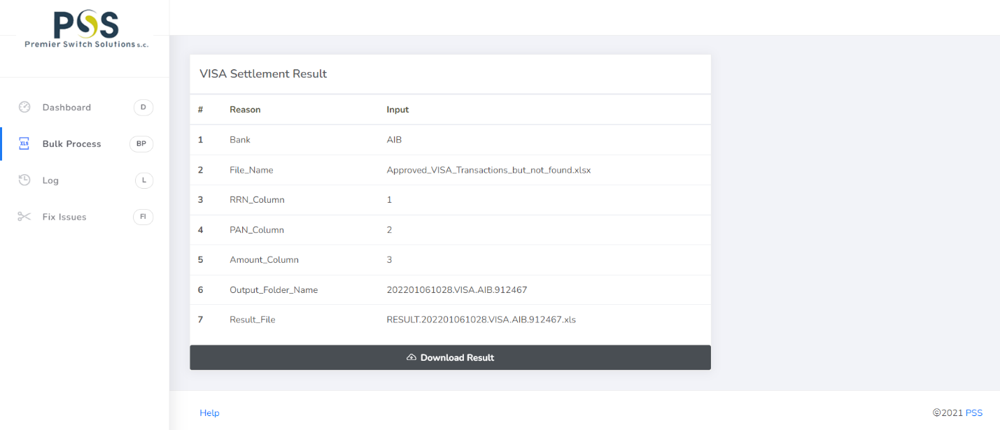 PSS
Premier Switch Solutions s.c.
Dashboard D
XLS Bulk Process BP
Log L
Fix Issues FI
VISA Settlement Result
# Reason Input
1 Bank AIB
2 File_Name Approved_VISA_Transactions_but_not_found.xlsx
3 RRN_Column 1
4 PAN_Column 2
5 Amount_Column 3
6 Output_Folder_Name 202201061028.VISA.AIB.912467
7 Result_File RESULT.202201061028.VISA.AIB.912467.xls
Download Result
Help ©2021 PSS